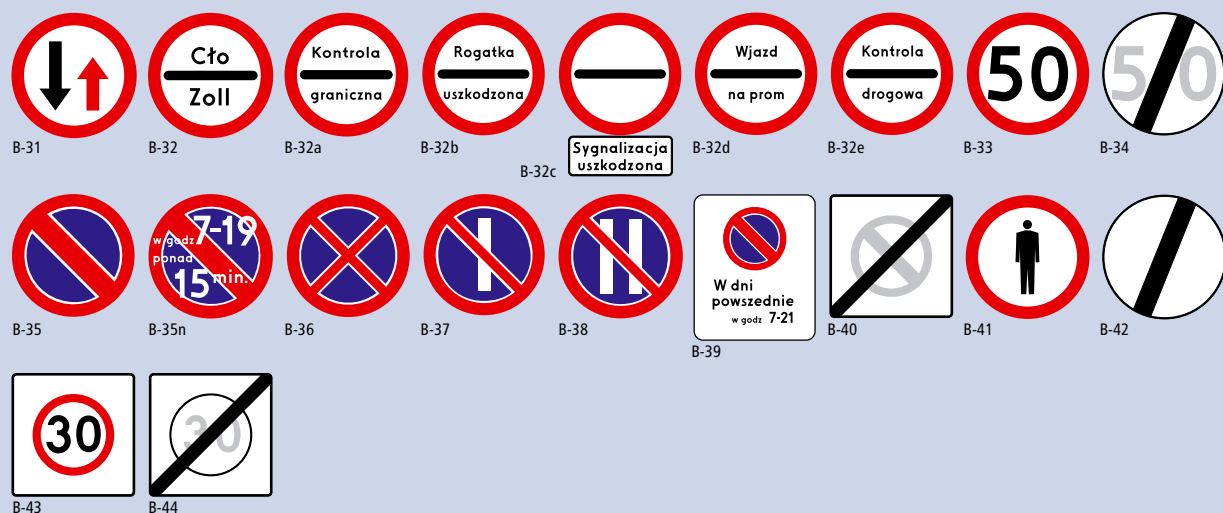 Cło
Zoll
Kontrola
graniczna
Rogatka
uszkodzona
Sygnalizacja
uszkodzona
Wjazd
na prom
Kontrola
drogowa
50
50
B-31
B-32
B-32a
B-32b
B-32c
B-32d
B-32e
B-33
B-34
w godz 7-19
ponad
15 min.
W dni
powszednie
w godz 7-21
B-35
B-35n
B-36
B-37
B-38
B-39
B-40
B-41
B-42
30
30
B-43
B-44